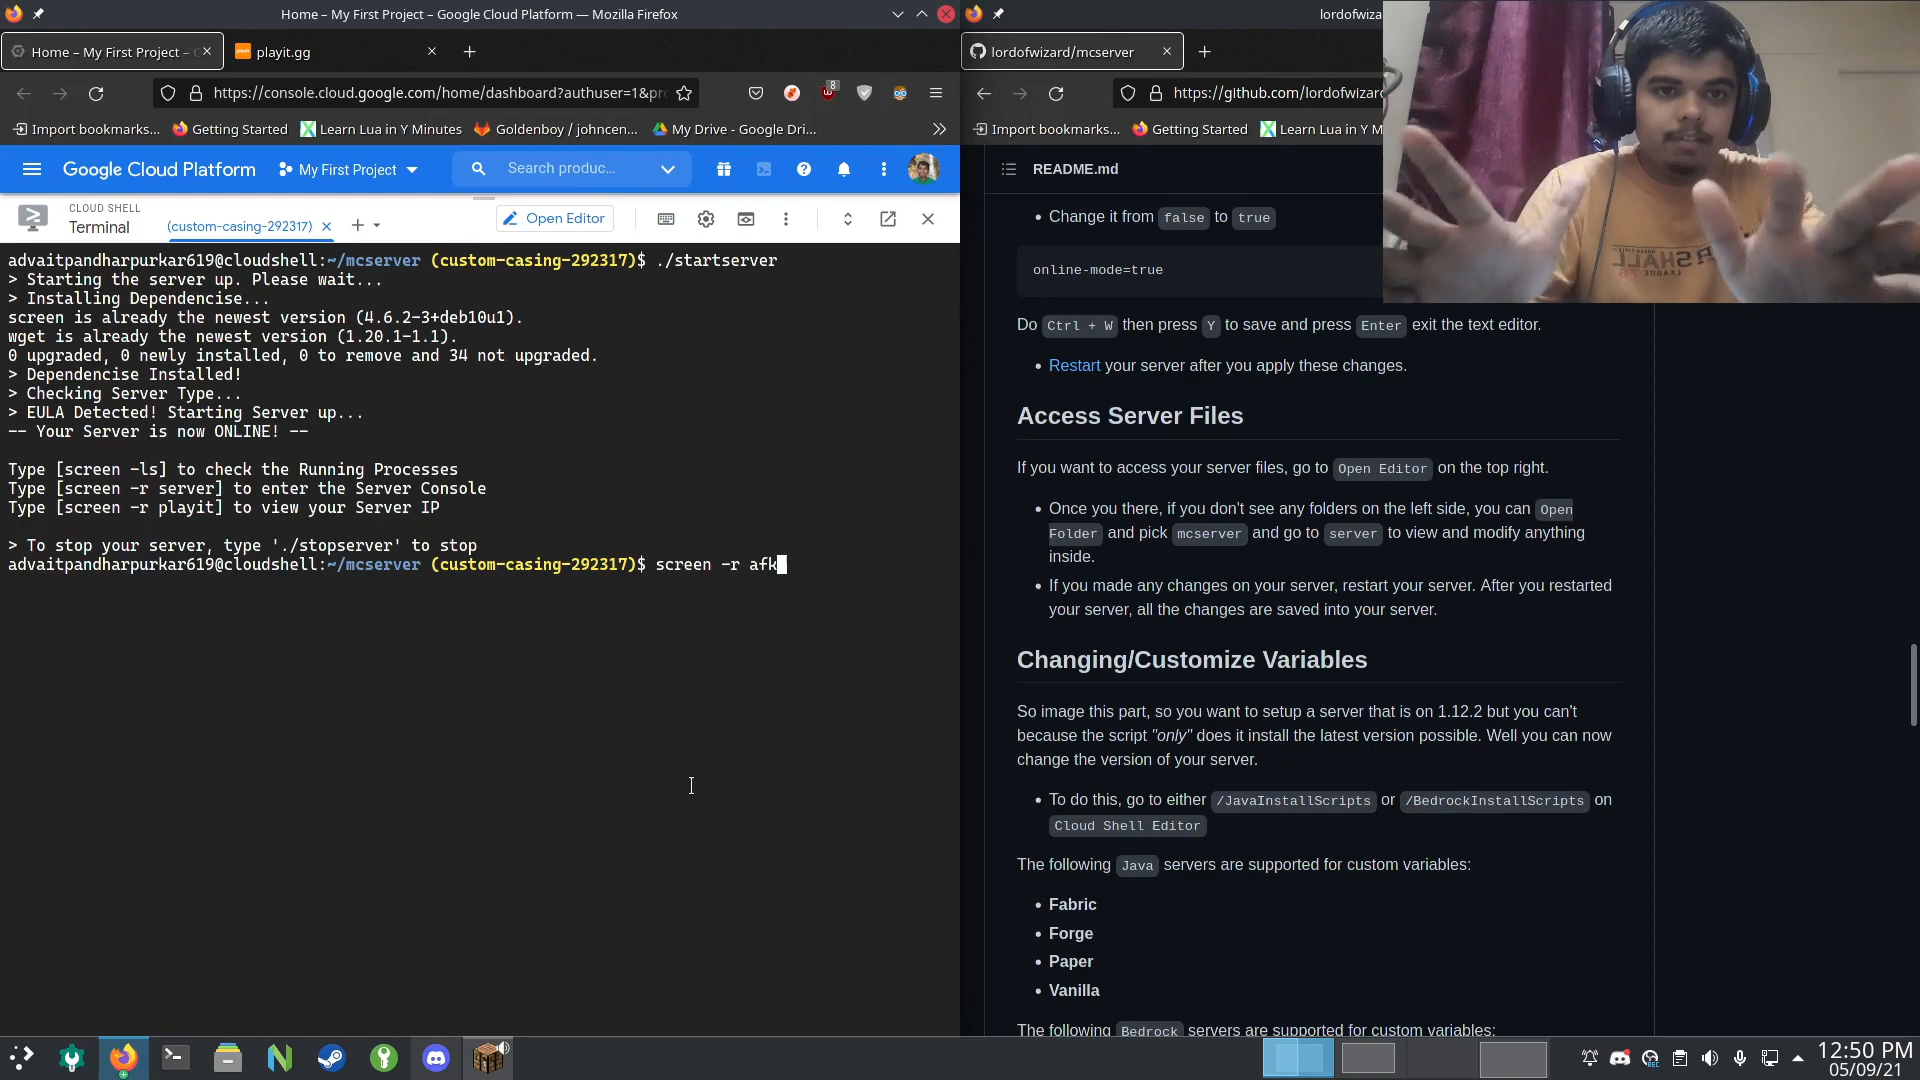 Home – My First Project – Google Cloud Platform — Mozilla Firefox
lordofwiza
Home – My First Project –
playit.gg
lordofwizard/mcserver
https://console.cloud.google.com/home/dashboard?authuser=1&pr
8
https://github.com/lordofwizard
Import bookmarks...
Getting Started
Learn Lua in Y Minutes
Goldenboy / johncen...
My Drive - Google Dri...
Import bookmarks...
Getting Started
Learn Lua in Y M
Google Cloud Platform
My First Project
Search produc...
README.md
CLOUD SHELL
Terminal
(custom-casing-292317)
Open Editor
advaitpandharpurkar619@cloudshell:~/mcserver (custom-casing-292317)$ ./startserver
> Starting the server up. Please wait...
> Installing Dependencise...
screen is already the newest version (4.6.2-3+deb10u1).
wget is already the newest version (1.20.1-1.1).
0 upgraded, 0 newly installed, 0 to remove and 34 not upgraded.
> Dependencise Installed!
> Checking Server Type...
> EULA Detected! Starting Server up...
-- Your Server is now ONLINE! --
Type [screen -ls] to check the Running Processes
Type [screen -r server] to enter the Server Console
Type [screen -r playit] to view your Server IP
> To stop your server, type './stopserver' to stop
advaitpandharpurkar619@cloudshell:~/mcserver (custom-casing-292317)$ screen -r afk
Change it from false to true
online-mode=true
Do Ctrl + W then press Y to save and press Enter exit the text editor.
Restart your server after you apply these changes.
Access Server Files
If you want to access your server files, go to Open Editor on the top right.
Once you there, if you don't see any folders on the left side, you can Open
Folder and pick mcserver and go to server to view and modify anything
inside.
If you made any changes on your server, restart your server. After you restarted
your server, all the changes are saved into your server.
Changing/Customize Variables
So image this part, so you want to setup a server that is on 1.12.2 but you can't
because the script "only" does it install the latest version possible. Well you can now
change the version of your server.
To do this, go to either /JavaInstallScripts or /BedrockInstallScripts on
Cloud Shell Editor
The following Java servers are supported for custom variables:
Fabric
Forge
Paper
Vanilla
The following Bedrock servers are supported for custom variables:
12:50 PM
05/09/21